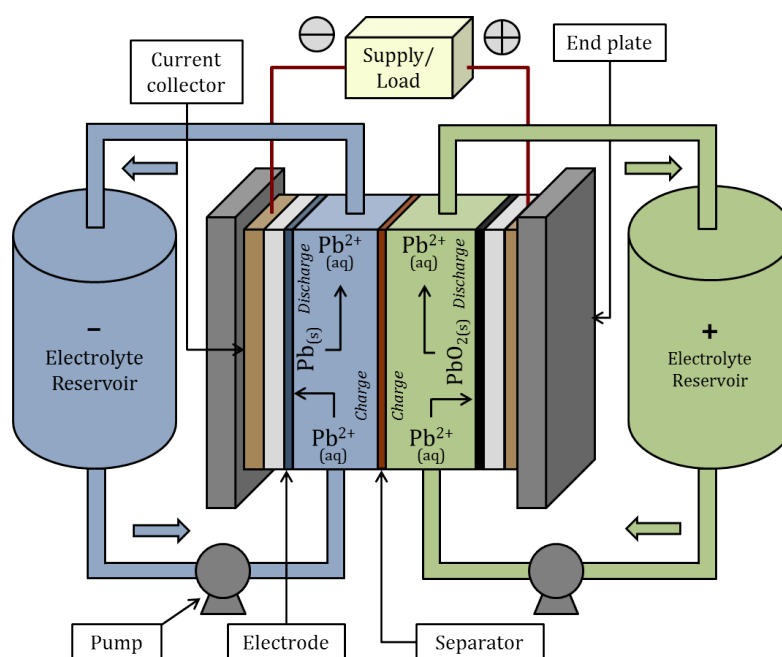 Current
collector
−
Supply/
Load
+
End plate
−
Electrolyte
Reservoir
Pb²⁺
(aq)
Discharge
Pb(s)
Charge
Pb²⁺
(aq)
Pb²⁺
(aq)
Discharge
PbO₂(s)
Charge
Pb²⁺
(aq)
+
Electrolyte
Reservoir
Pump
Electrode
Separator